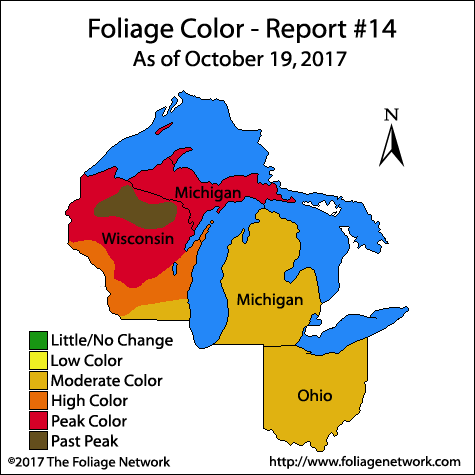 Foliage Color - Report #14
As of October 19, 2017
N
Michigan
Wisconsin
Michigan
Ohio
Little/No Change
Low Color
Moderate Color
High Color
Peak Color
Past Peak
©2017 The Foliage Network
http://www.foliagenetwork.com